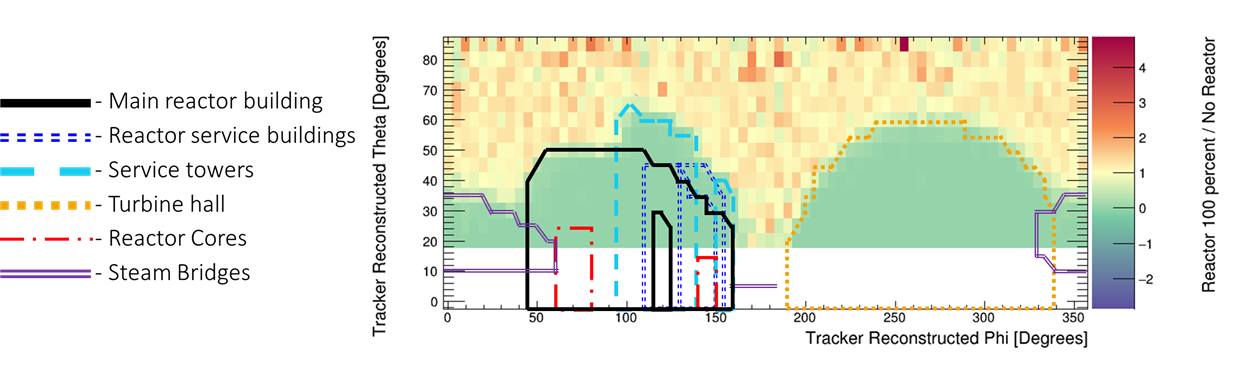 - Main reactor building
- Reactor service buildings
- Service towers
- Turbine hall
- Reactor Cores
- Steam Bridges
Tracker Reconstructed Theta [Degrees]
80
70
60
50
40
30
20
10
0
0 50 100 150 200 250 300 350
Tracker Reconstructed Phi [Degrees]
4
3
2
1
0
−1
−2
Reactor 100 percent / No Reactor